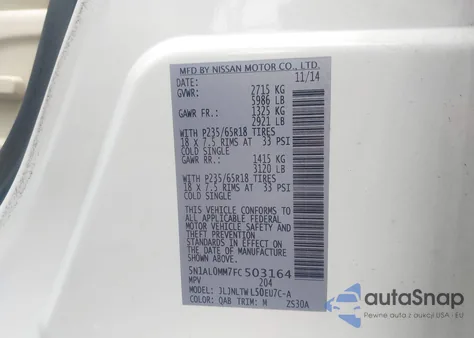 MFD BY NISSAN MOTOR CO., LTD.
DATE: 11/14
GVWR: 2715 KG
5986 LB
GAWR FR.: 1325 KG
2921 LB
WITH P235/65R18 TIRES
18 X 7.5 RIMS AT 33 PSI
COLD SINGLE
GAWR RR.: 1415 KG
3120 LB
WITH P235/65R18 TIRES
18 X 7.5 RIMS AT 33 PSI
COLD SINGLE
THIS VEHICLE CONFORMS TO
ALL APPLICABLE FEDERAL
MOTOR VEHICLE SAFETY AND
THEFT PREVENTION
STANDARDS IN EFFECT ON THE
DATE OF MANUFACTURE SHOWN
ABOVE.
5N1AL0MM7FC503164
MPV 204
MODEL: 3LJNLTW L50EU7C-A
COLOR: QAB TRIM: M 2530A
autoSnap
Pewne auto z aukcji w USA